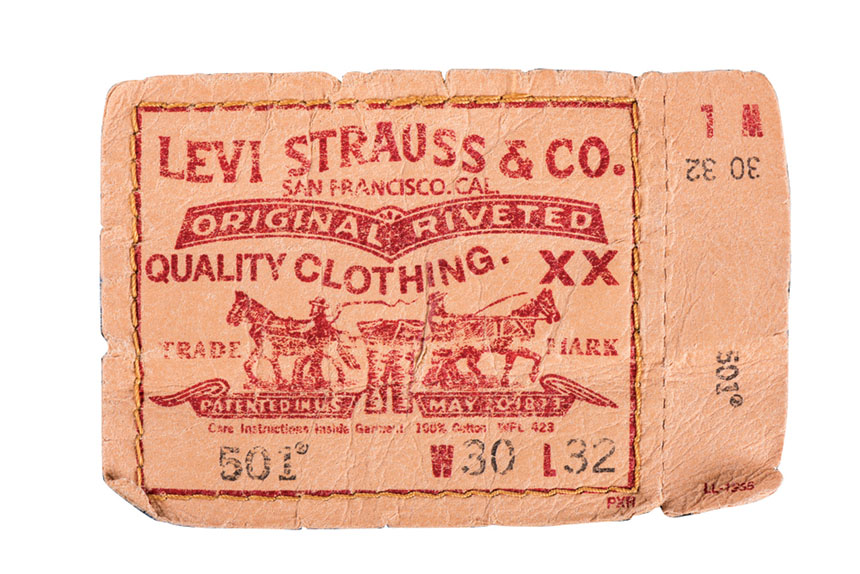 LEVI STRAUSS & CO.
SAN FRANCISCO, CAL.
ORIGINAL RIVETED
QUALITY CLOTHING. XX
TRADE MARK
PATENTED IN U.S. MAY 20 1873
Care Instructions Inside Garment 100% Cotton WPL 423
501® W30 L32
PXH
1 M
30 32
501®